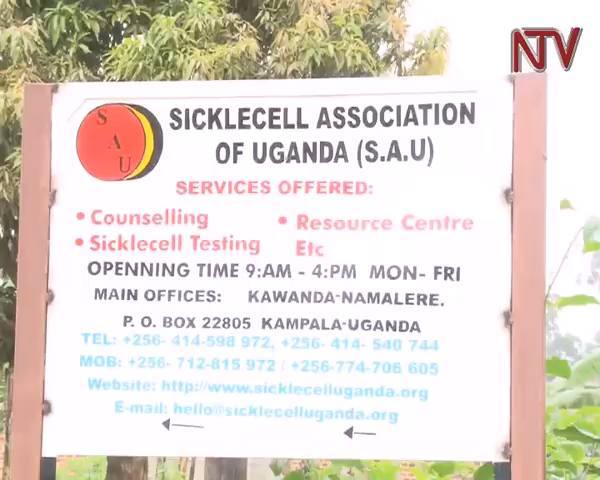 NTV
SICKLECELL ASSOCIATION
OF UGANDA (S.A.U)
S
A
U
SERVICES OFFERED:
• Counselling
• Resource Centre
• Sicklecell Testing
Etc
OPENNING TIME 9:AM - 4:PM MON- FRI
MAIN OFFICES: KAWANDA-NAMALERE.
P. O. BOX 22805 KAMPALA-UGANDA
TEL: +256- 414-598 972, +256- 414- 540 744
MOB: +256- 712-815 972 / +256-774-706 605
Website: http://www.sicklecelluganda.org
E-mail: hello@sicklecelluganda.org